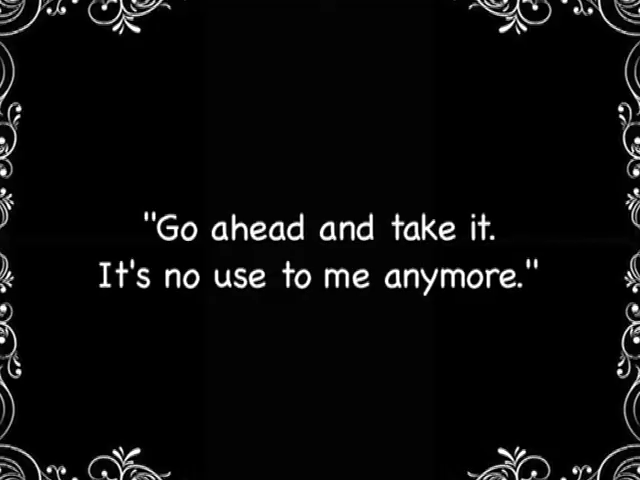 "Go ahead and take it.
It's no use to me anymore."